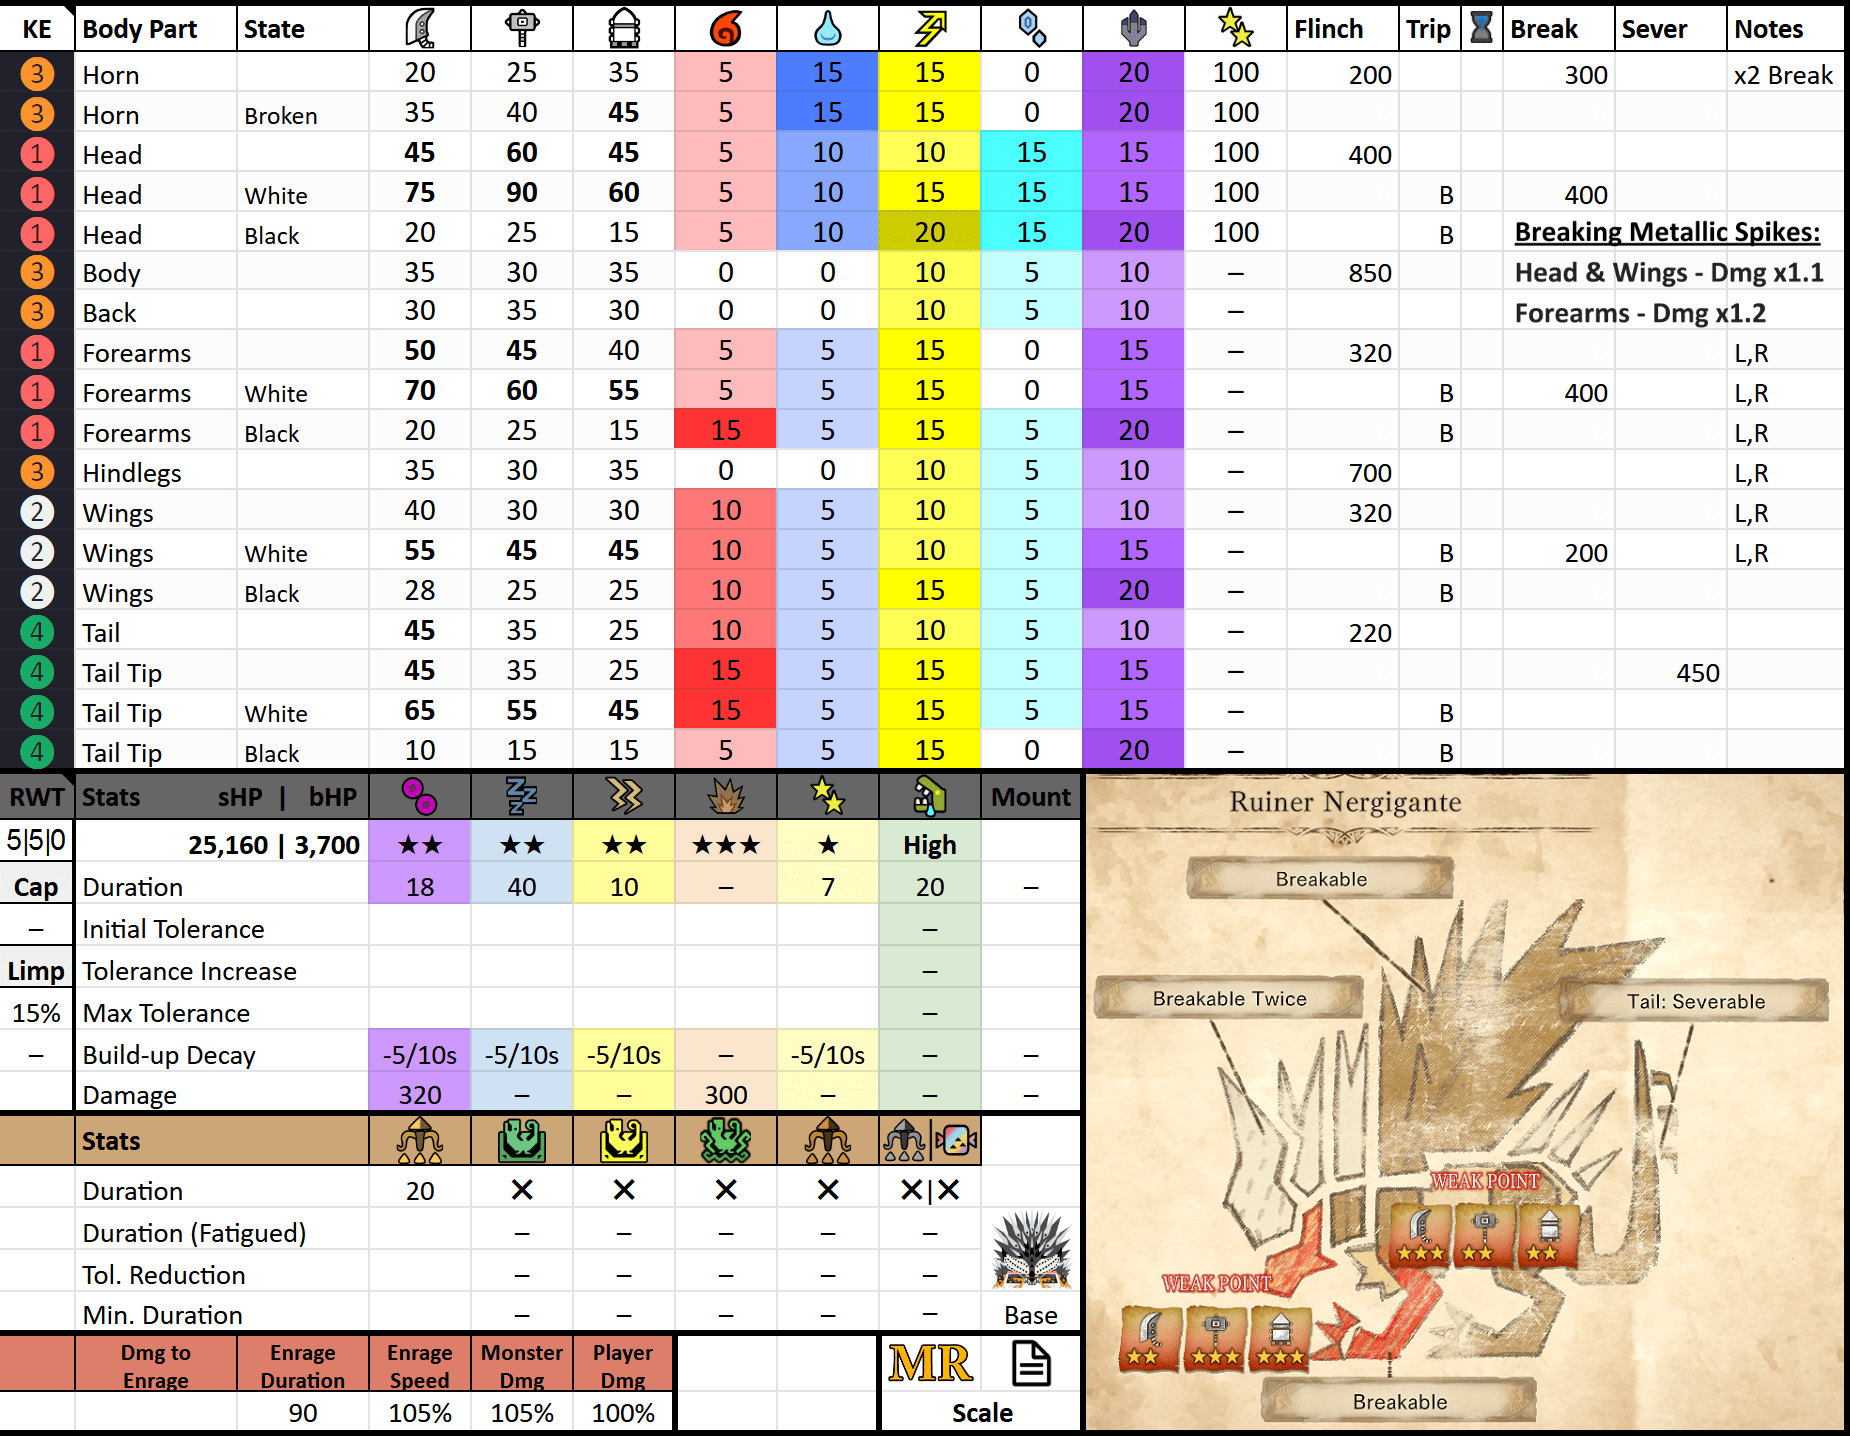 KE Body Part State Flinch Trip Break Sever Notes
3 Horn 20 25 35 5 15 15 0 20 100 200 300 x2 Break
3 Horn Broken 35 40 45 5 15 15 0 20 100
1 Head 45 60 45 5 10 10 15 15 100 400
1 Head White 75 90 60 5 10 15 15 15 100 B 400
1 Head Black 20 25 15 5 10 20 15 20 100 B Breaking Metallic Spikes:
3 Body 35 30 35 0 0 10 5 10 – 850 Head & Wings - Dmg x1.1
3 Back 30 35 30 0 0 10 5 10 – Forearms - Dmg x1.2
1 Forearms 50 45 40 5 5 15 0 15 – 320 L,R
1 Forearms White 70 60 55 5 5 15 0 15 – B 400 L,R
1 Forearms Black 20 25 15 15 5 15 5 20 – B L,R
3 Hindlegs 35 30 35 0 0 10 5 10 – 700 L,R
2 Wings 40 30 30 10 5 10 5 10 – 320 L,R
2 Wings White 55 45 45 10 5 10 5 15 – B 200 L,R
2 Wings Black 28 25 25 10 5 15 5 20 – B
4 Tail 45 35 25 10 5 10 5 10 – 220
4 Tail Tip 45 35 25 15 5 15 5 15 – 450
4 Tail Tip White 65 55 45 15 5 15 5 15 – B
4 Tail Tip Black 10 15 15 5 5 15 0 20 – B
RWT Stats sHP | bHP Mount
5|5|0 25,160 | 3,700 ★★ ★★ ★★ ★★★ ★ High
Cap Duration 18 40 10 – 7 20 –
– Initial Tolerance –
Limp Tolerance Increase –
15% Max Tolerance –
– Build-up Decay -5/10s -5/10s -5/10s – -5/10s – –
Damage 320 – – 300 – – –
Stats
Duration 20 ✕ ✕ ✕ ✕ ✕|✕
Duration (Fatigued) – – – – –
Tol. Reduction – – – – –
Min. Duration – – – – – Base
Dmg to Enrage Enrage Duration Enrage Speed Monster Dmg Player Dmg MR
90 105% 105% 100% Scale
Ruiner Nergigante
Breakable
Breakable Twice
Tail: Severable
WEAK POINT
WEAK POINT
Breakable